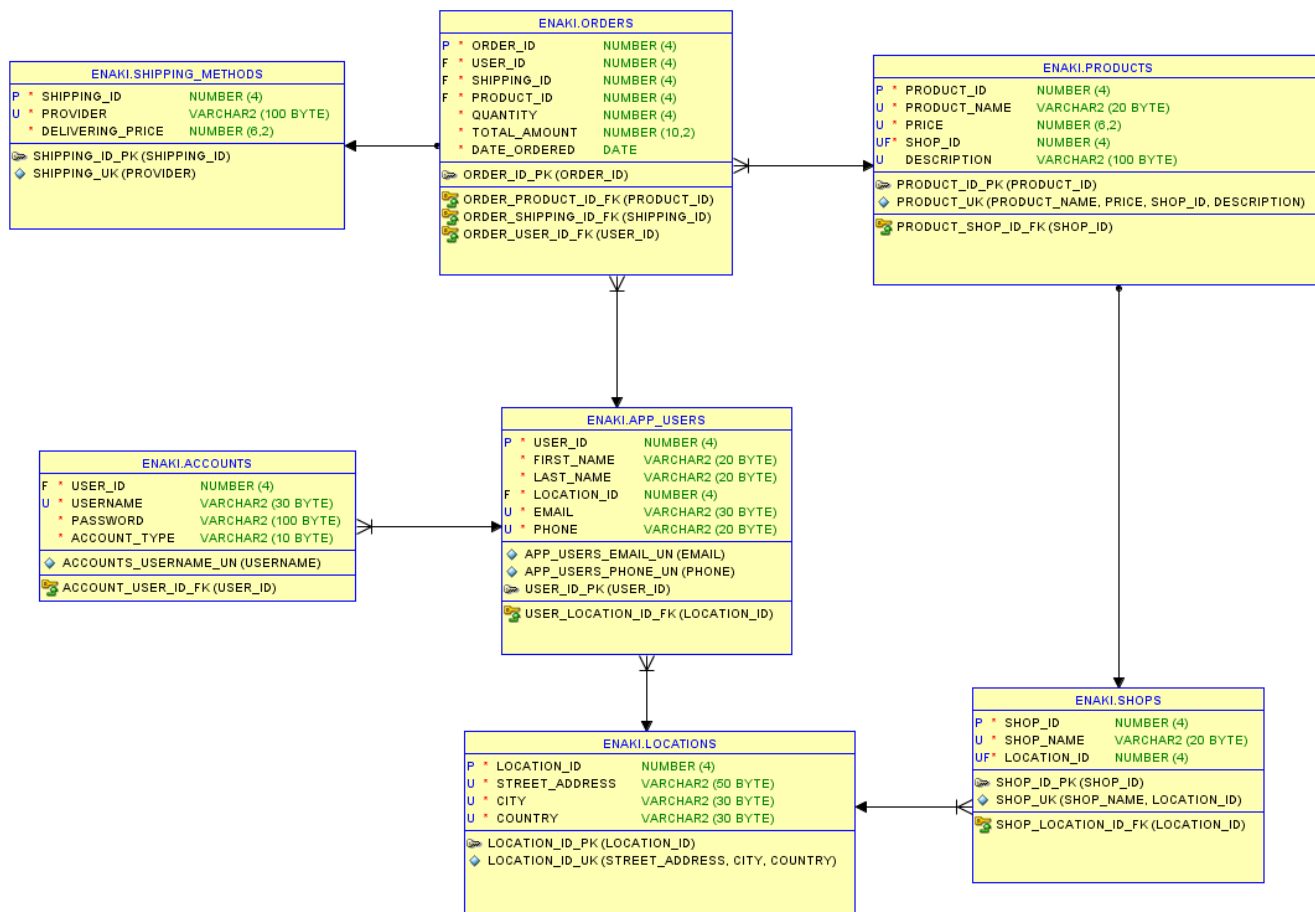 ENAKI.SHIPPING_METHODS
P * SHIPPING_ID NUMBER (4)
U * PROVIDER VARCHAR2 (100 BYTE)
* DELIVERING_PRICE NUMBER (6,2)
SHIPPING_ID_PK (SHIPPING_ID)
SHIPPING_UK (PROVIDER)
ENAKI.ORDERS
P * ORDER_ID NUMBER (4)
F * USER_ID NUMBER (4)
F * SHIPPING_ID NUMBER (4)
F * PRODUCT_ID NUMBER (4)
* QUANTITY NUMBER (4)
* TOTAL_AMOUNT NUMBER (10,2)
* DATE_ORDERED DATE
ORDER_ID_PK (ORDER_ID)
ORDER_PRODUCT_ID_FK (PRODUCT_ID)
ORDER_SHIPPING_ID_FK (SHIPPING_ID)
ORDER_USER_ID_FK (USER_ID)
ENAKI.PRODUCTS
P * PRODUCT_ID NUMBER (4)
U * PRODUCT_NAME VARCHAR2 (20 BYTE)
U * PRICE NUMBER (6,2)
UF* SHOP_ID NUMBER (4)
U DESCRIPTION VARCHAR2 (100 BYTE)
PRODUCT_ID_PK (PRODUCT_ID)
PRODUCT_UK (PRODUCT_NAME, PRICE, SHOP_ID, DESCRIPTION)
PRODUCT_SHOP_ID_FK (SHOP_ID)
ENAKI.ACCOUNTS
F * USER_ID NUMBER (4)
U * USERNAME VARCHAR2 (30 BYTE)
* PASSWORD VARCHAR2 (100 BYTE)
* ACCOUNT_TYPE VARCHAR2 (10 BYTE)
ACCOUNTS_USERNAME_UN (USERNAME)
ACCOUNT_USER_ID_FK (USER_ID)
ENAKI.APP_USERS
P * USER_ID NUMBER (4)
* FIRST_NAME VARCHAR2 (20 BYTE)
* LAST_NAME VARCHAR2 (20 BYTE)
F * LOCATION_ID NUMBER (4)
U * EMAIL VARCHAR2 (30 BYTE)
U * PHONE VARCHAR2 (20 BYTE)
APP_USERS_EMAIL_UN (EMAIL)
APP_USERS_PHONE_UN (PHONE)
USER_ID_PK (USER_ID)
USER_LOCATION_ID_FK (LOCATION_ID)
ENAKI.LOCATIONS
P * LOCATION_ID NUMBER (4)
U * STREET_ADDRESS VARCHAR2 (50 BYTE)
U * CITY VARCHAR2 (30 BYTE)
U * COUNTRY VARCHAR2 (30 BYTE)
LOCATION_ID_PK (LOCATION_ID)
LOCATION_ID_UK (STREET_ADDRESS, CITY, COUNTRY)
ENAKI.SHOPS
P * SHOP_ID NUMBER (4)
U * SHOP_NAME VARCHAR2 (20 BYTE)
UF* LOCATION_ID NUMBER (4)
SHOP_ID_PK (SHOP_ID)
SHOP_UK (SHOP_NAME, LOCATION_ID)
SHOP_LOCATION_ID_FK (LOCATION_ID)